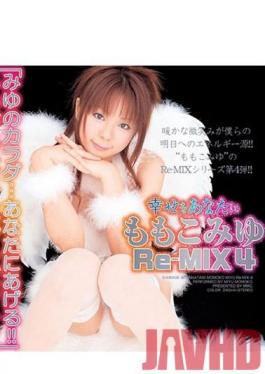 暖かな微笑みが僕らの
明日へのエネルギー源!!
“ももこみゆ”の
Re-MIXシリーズ第4弾!!
『みゆのカラダ…あなたにあげる!!』
幸せをあなたに
ももこみゆ
Re-MIX 4
JAVHD